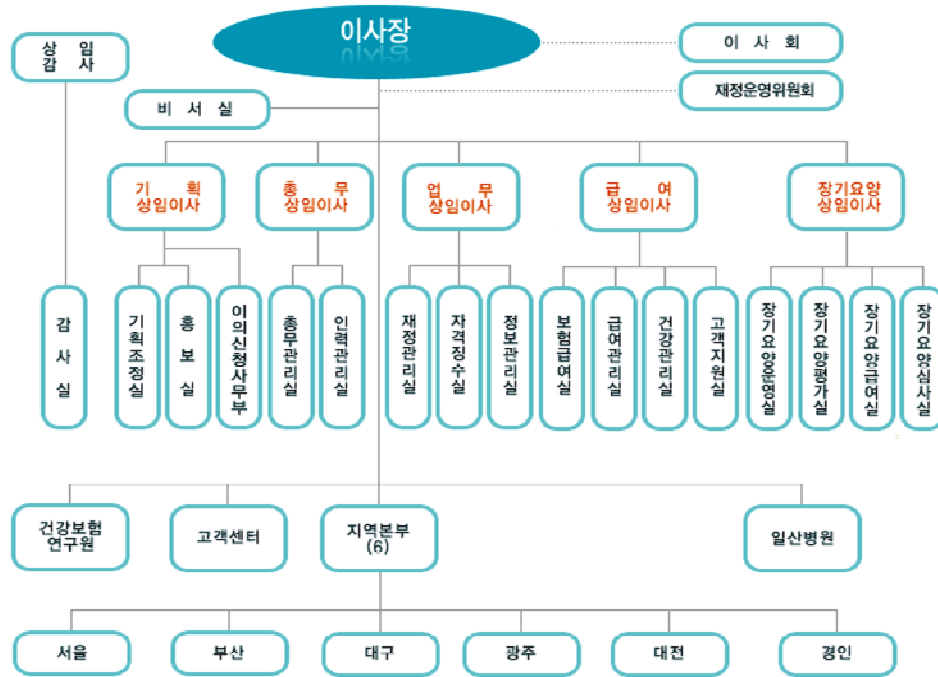 이사장
상 임
감 사
이 사 회
재정운영위원회
비 서 실
기 획
상임이사
총 무
상임이사
업 무
상임이사
급 여
상임이사
장기요양
상임이사
감사실
기획조정실
홍보실
이의신청사무부
총무관리실
인력관리실
재정관리실
자격징수실
정보관리실
보험급여실
급여관리실
건강관리실
고객지원실
장기요양운영실
장기요양평가실
장기요양급여실
장기요양심사실
건강보험
연구원
고객센터
지역본부
(6)
일산병원
서울
부산
대구
광주
대전
경인